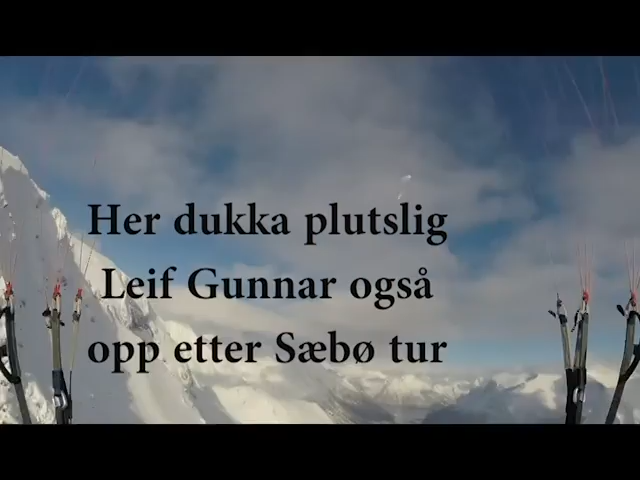 Her dukka plutslig
Leif Gunnar også
opp etter Sæbø tur